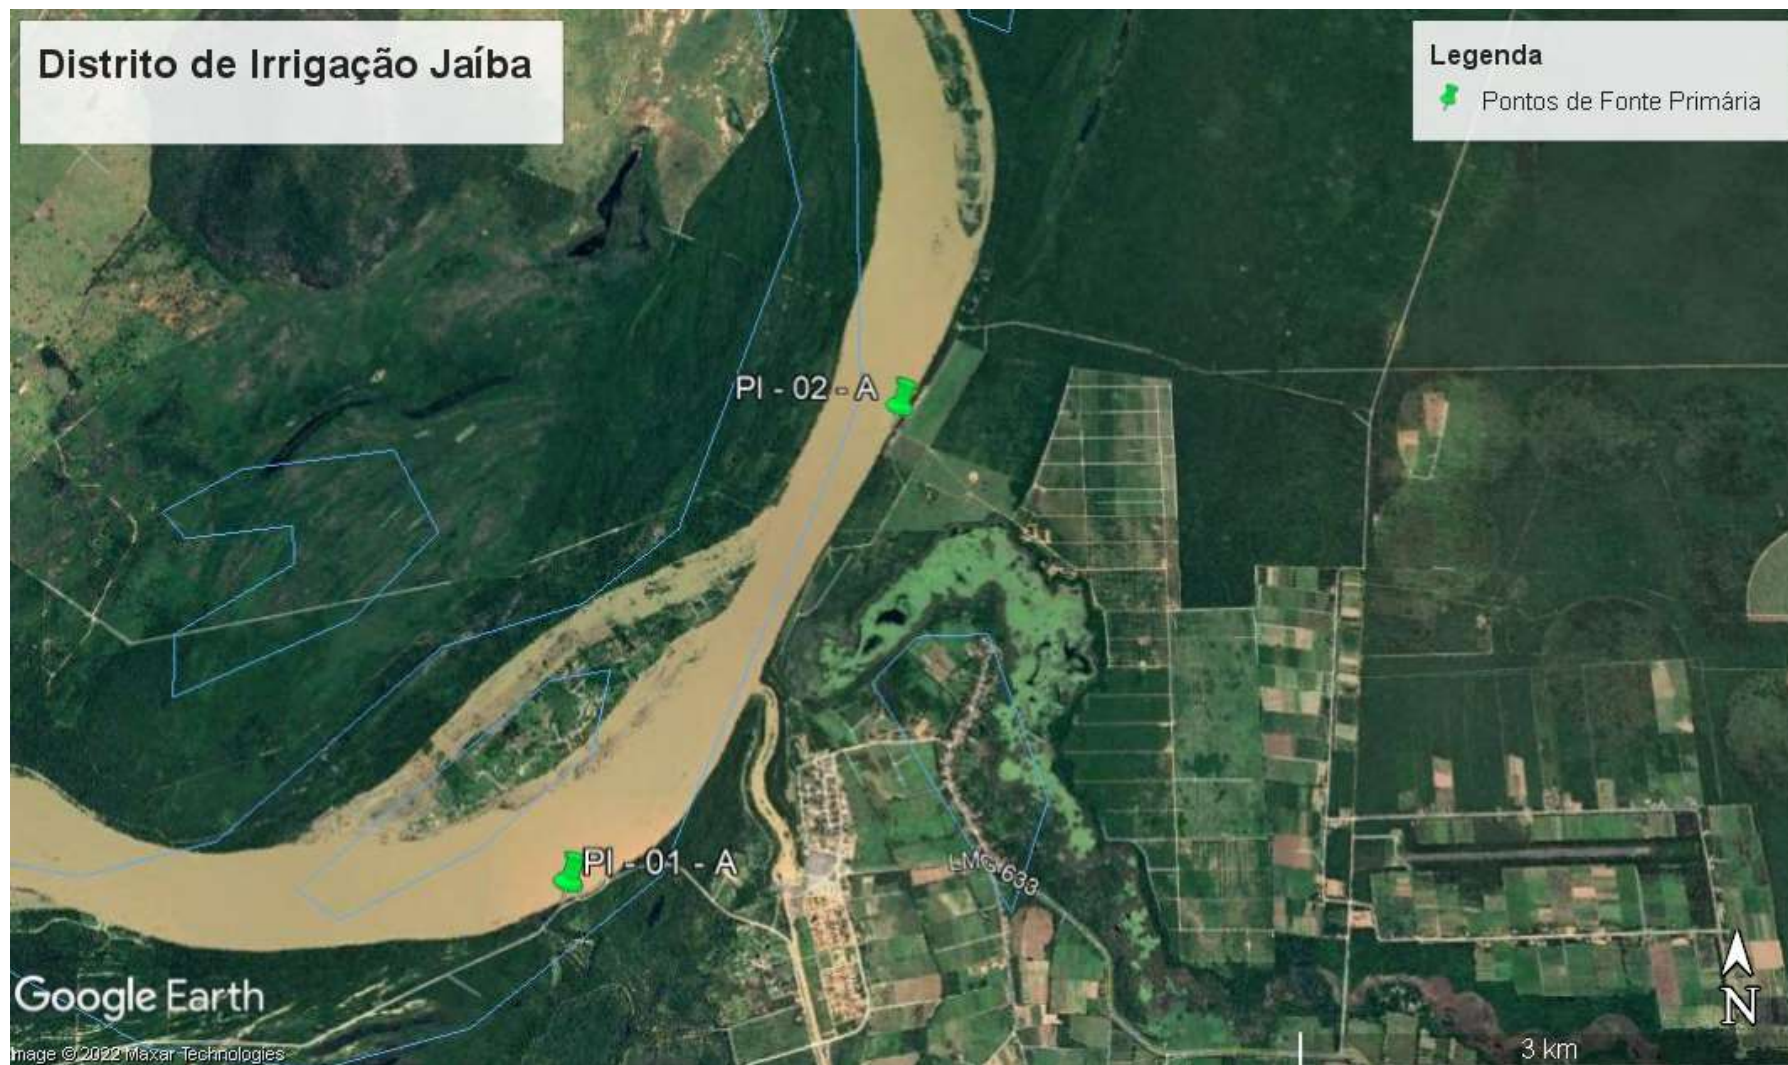 Distrito de Irrigação Jaíba
Legenda
Pontos de Fonte Primária
PI - 02 - A
PI - 01 - A
LMG 633
Google Earth
N
mage © 2022 Maxar Technologies
3 km